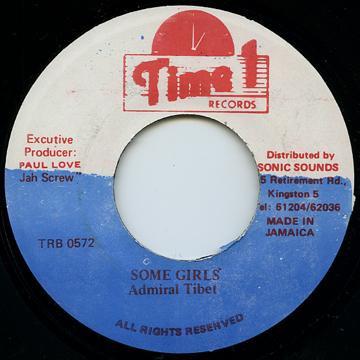 Time 1
RECORDS
Excutive
Producer:
PAUL LOVE
Jah Screw"
Distributed by
SONIC SOUNDS
5 Retirement Rd.,
Kingston 5
Tel: 61204/62036
MADE IN
JAMAICA
TRB 0572
SOME GIRLS
Admiral Tibet
ALL RIGHTS RESERVED